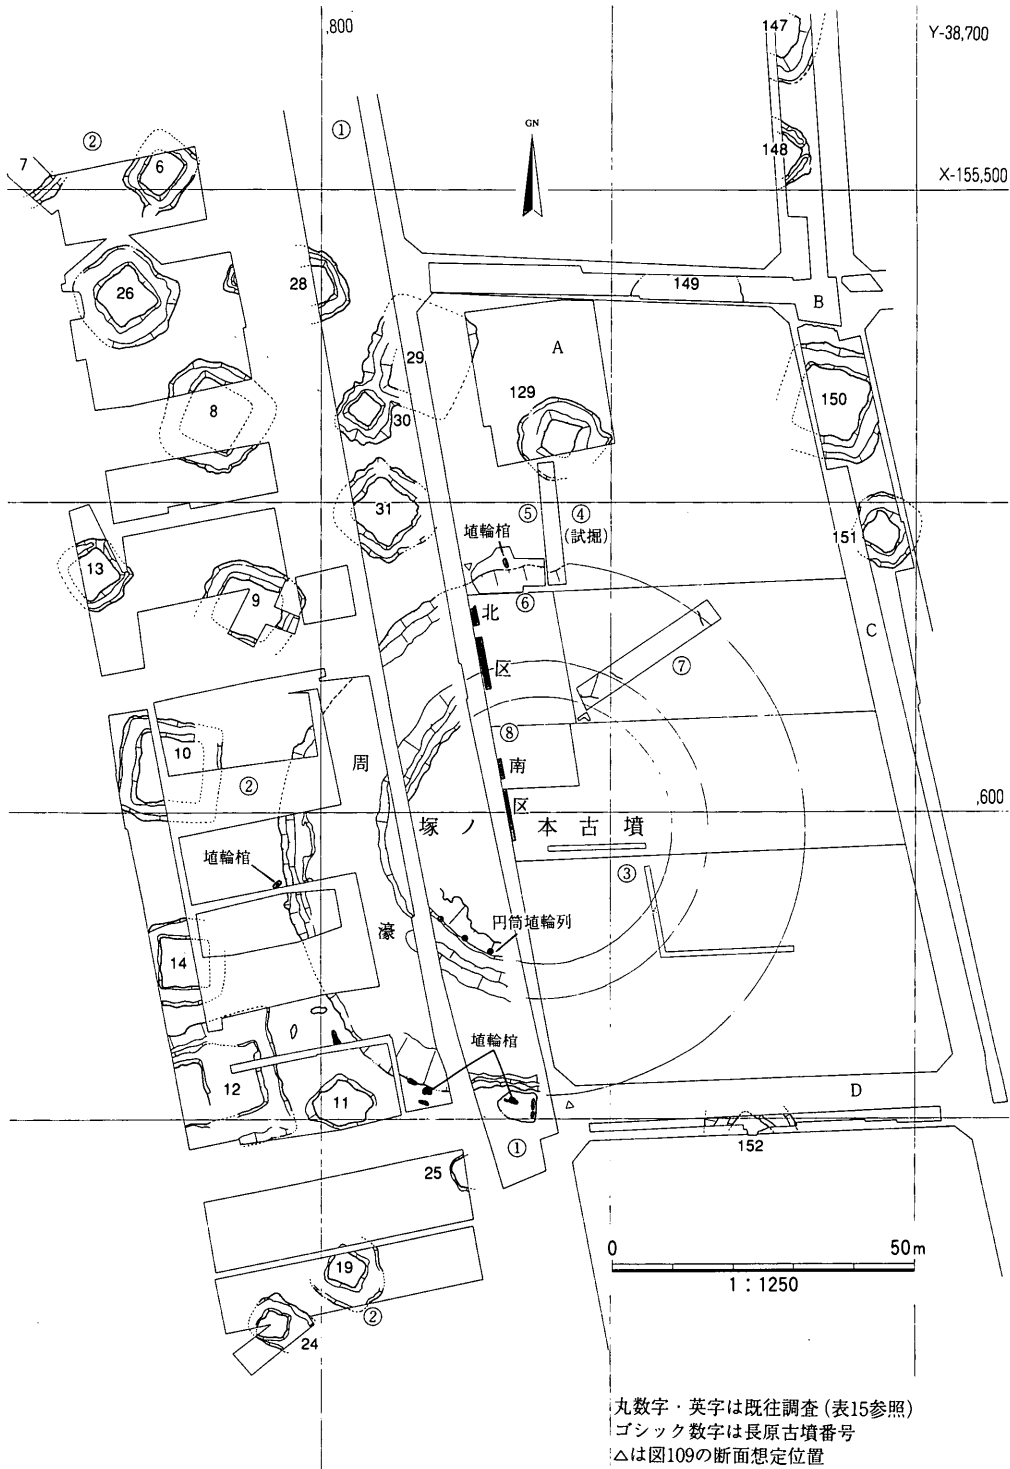 ,800
147
Y-38,700
②
①
GN
7
6
148
X-155,500
26
28
149
B
29
A
8
129
150
30
31
⑤
④
(試掘)
151
埴輪棺
13
⑥
9
北
C
区
⑦
⑧
10
周
南
②
区
,600
塚ノ本古墳
埴輪棺
③
円筒埴輪列
濠
14
埴輪棺
12
11
D
①
152
25
0 50m
1:1250
19
②
24
丸数字・英字は既往調査(表15参照)
ゴシック数字は長原古墳番号
△は図109の断面想定位置